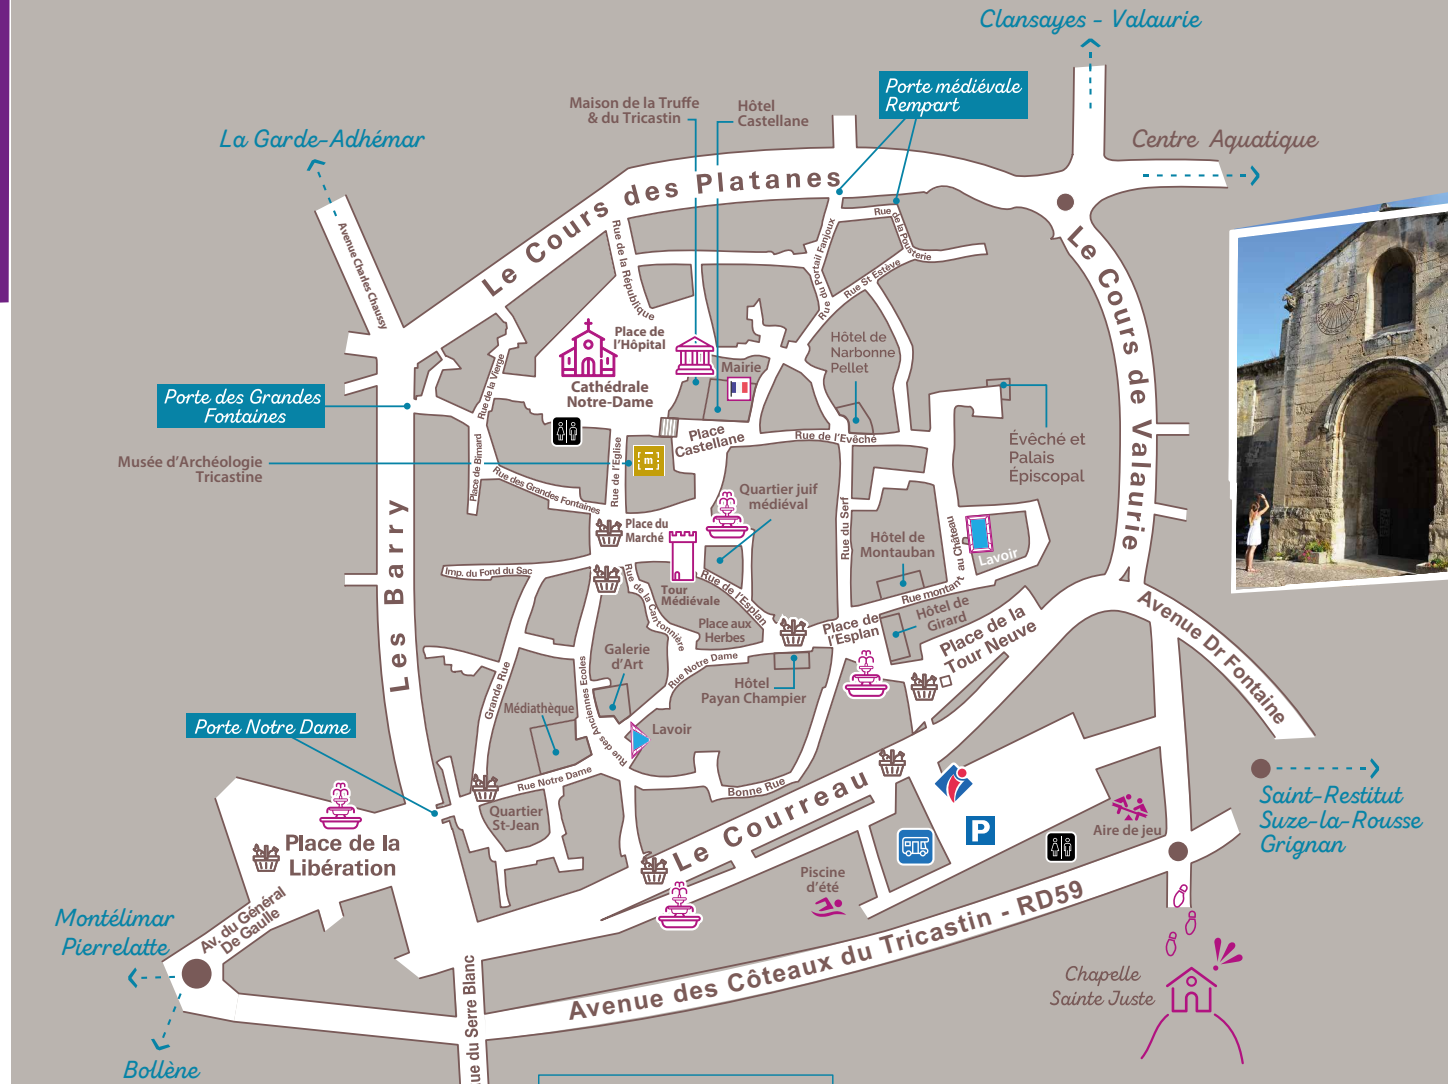 Clansayes - Valaurie
Porte médiévale
Rempart
Maison de la Truffe
& du Tricastin
Hôtel
Castellane
La Garde-Adhémar
Centre Aquatique
Le Cours des Platanes
Avenue Charles Chaussy
Rue de la République
Rue du Portail Fanjoux
Rue de la Pousterie
Rue St Estève
Le Cours de Valaurie
Place de
l'Hôpital
Cathédrale
Notre-Dame
Mairie
Hôtel de
Narbonne
Pellet
Rue de la Vierge
Porte des Grandes
Fontaines
Place de Bimard
Musée d'Archéologie
Tricastine
m
Rue de l'Eglise
Place
Castellane
Rue de l'Evêché
Évêché et
Palais
Épiscopal
Rue des Grandes Fontaines
Quartier juif
médiéval
Place du
Marché
Rue du Serf
Hôtel de
Montauban
Rue montant au Château
Lavoir
Les Barry
Imp. du Fond du Sac
Tour
Médiévale
Rue de l'Esplan
Rue de la Cantonnière
Place aux
Herbes
Place de
l'Esplan
Hôtel de
Girard
Place de la
Tour Neuve
Avenue Dr Fontaine
Galerie
d'Art
Rue Notre Dame
Hôtel
Payan Champier
Grande Rue
Rue des Anciennes Ecoles
Médiathèque
Lavoir
Porte Notre Dame
Rue Notre Dame
Bonne Rue
Quartier
St-Jean
Le Courreau
P
Aire de jeu
Saint-Restitut
Suze-la-Rousse
Grignan
Place de la
Libération
Piscine
d'été
Av. du Général
De Gaulle
Montélimar
Pierrelatte
Avenue des Côteaux du Tricastin - RD59
Chapelle
Sainte Juste
ue du Serre Blanc
Bollène